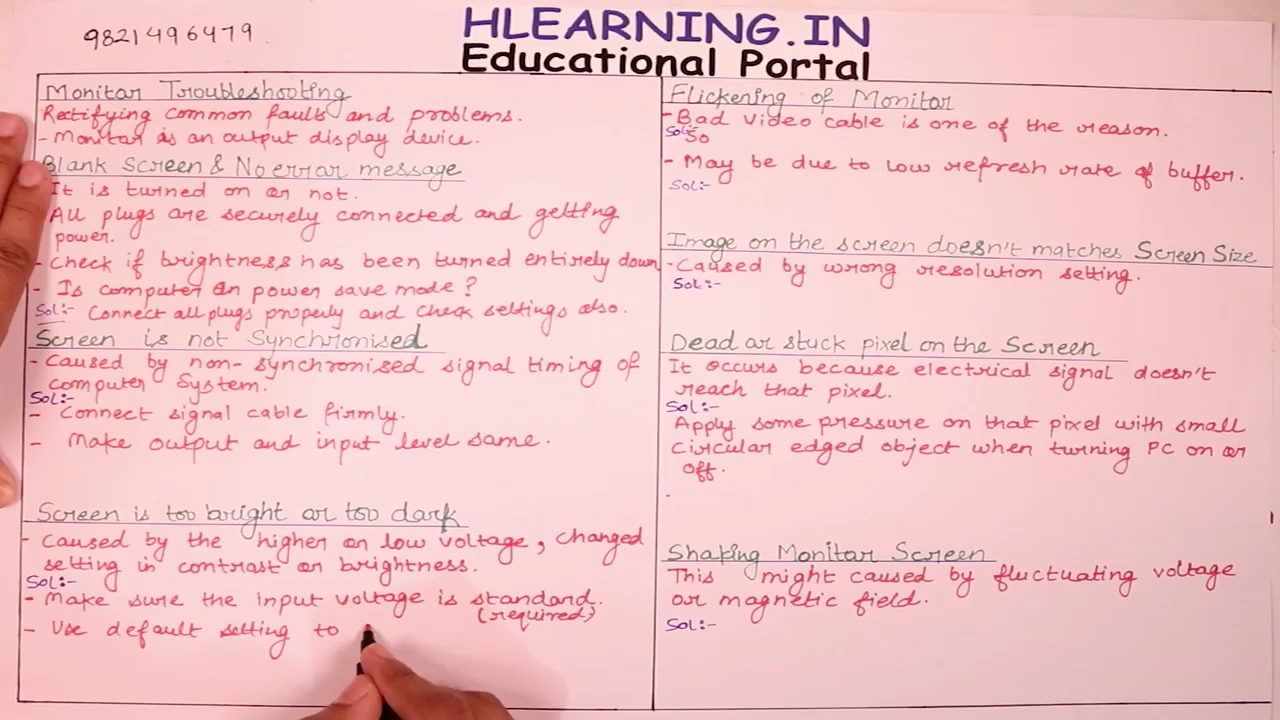 9821496479
HLEARNING.IN
Educational Portal
Monitar Troubleshooting
Rectifying common faults and problems.
- Monitar is an output display device.
Blank Screen & No errar message
It is turned on or not.
All plugs are securely connected and getting
power.
- Check if brightness has been turned entirely down
- Is computer on power save mode?
Sol:- Connect all plugs properly and check settings also.
Screen is not Synchronised
- Caused by non-synchronised signal timing of
computer System.
Sol:-
- Connect signal cable firmly.
- Make output and input level same.
Screen is too bright or too dark
- Caused by the higher or low voltage, changed
setting in contrast or brightness.
Sol:-
- Make sure the input voltage is standard.
(required)
- Use default setting to
Flickering of Monitar
- Bad video cable is one of the reason.
Sol:- So
- May be due to low refresh rate of buffer.
Sol:-
Image on the screen doesn't matches Screen Size
- Caused by wrong resolution setting.
Sol:-
Dead or stuck pixel on the Screen
It occurs because electrical signal doesn't
reach that pixel.
Sol:-
Apply some pressure on that pixel with small
circular edged object when turning PC on or
off.
Shaking Monitar Screen
This might caused by fluctuating voltage
or magnetic field.
Sol:-